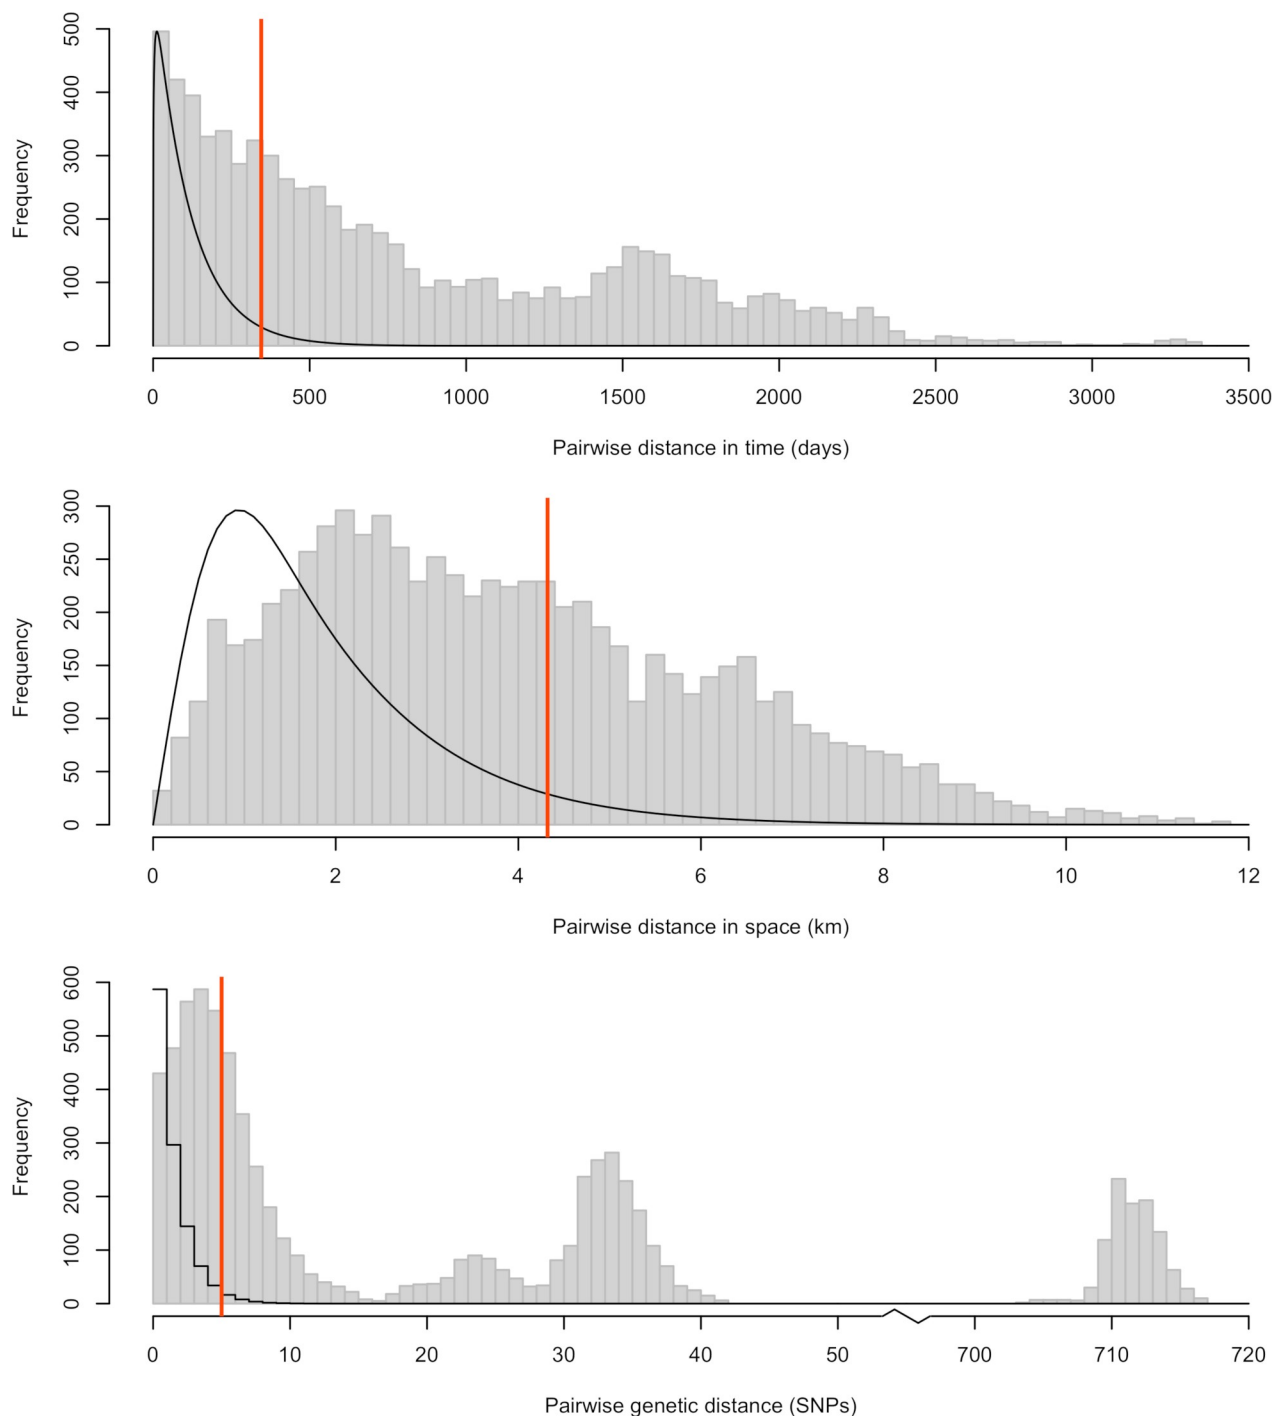 Frequency
500
400
300
200
100
0
0 500 1000 1500 2000 2500 3000 3500
Pairwise distance in time (days)
Frequency
300
250
200
150
100
50
0
0 2 4 6 8 10 12
Pairwise distance in space (km)
Frequency
600
500
400
300
200
100
0
0 10 20 30 40 50 700 710 720
Pairwise genetic distance (SNPs)